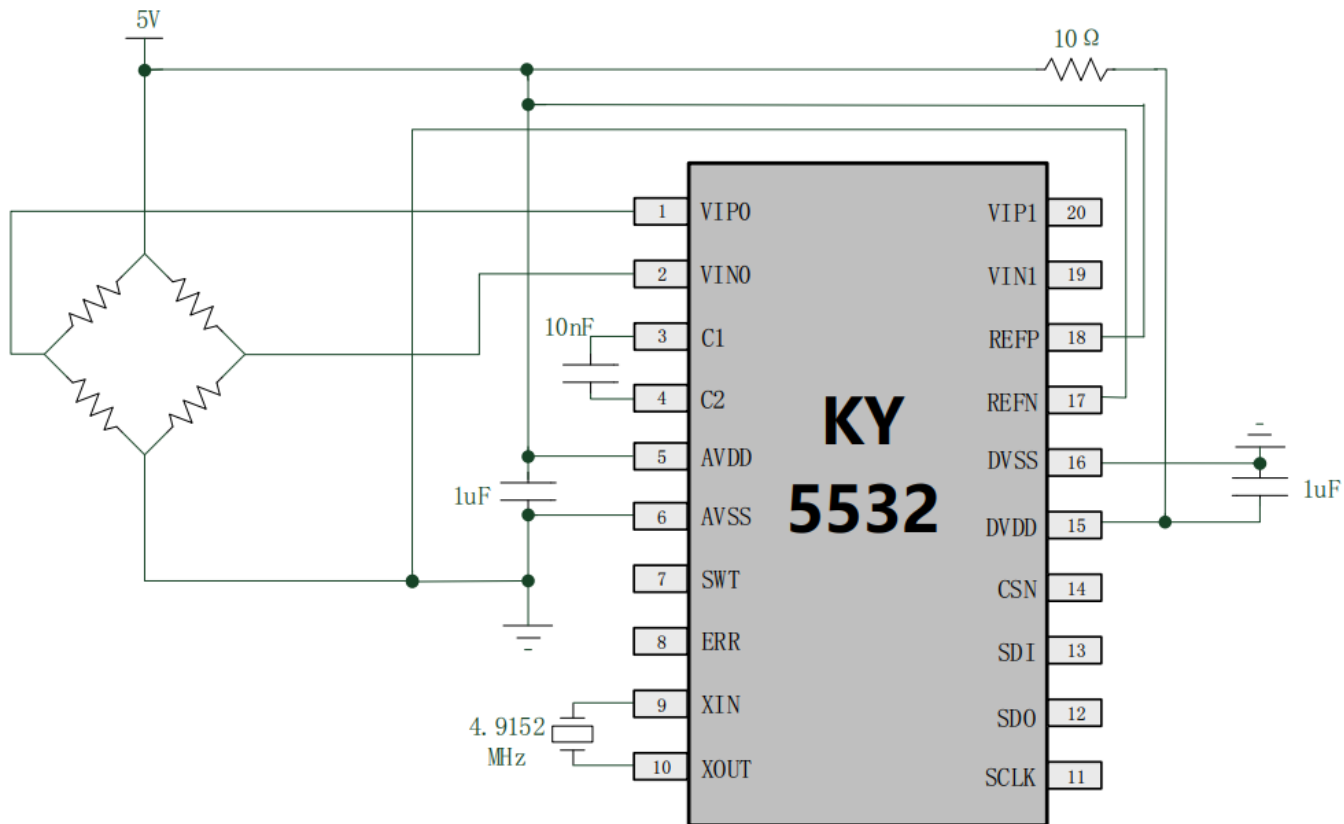 5V
10Ω
1 VIP0 VIP1 20
2 VIN0 VIN1 19
10nF
3 C1 REFP 18
4 C2 REFN 17
KY
5532
5 AVDD DVSS 16
1uF
1uF
6 AVSS DVDD 15
7 SWT CSN 14
8 ERR SDI 13
9 XIN SDO 12
4.9152
MHz
10 XOUT SCLK 11